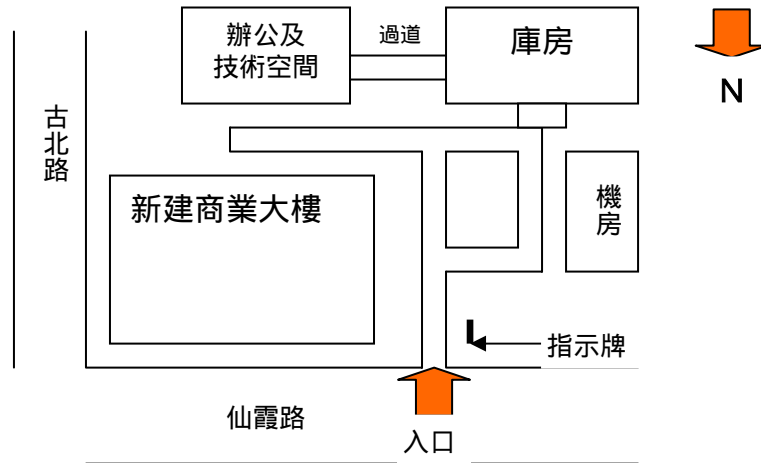 辦公及
技術空間
過道
庫房
N
古北路
新建商業大樓
機房
指示牌
仙霞路
入口